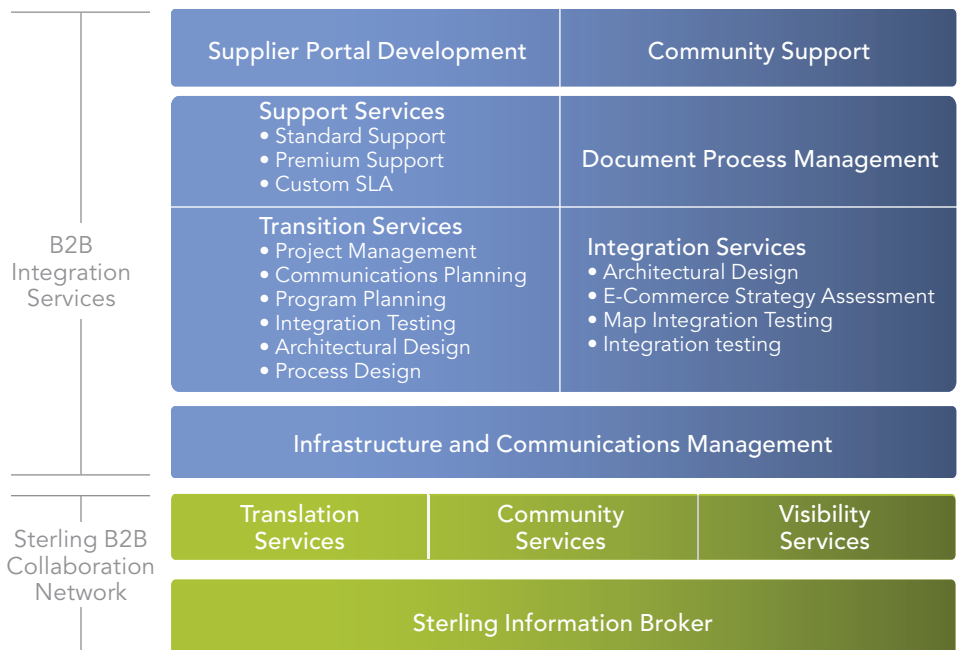 Supplier Portal Development
Community Support
Support Services
• Standard Support
• Premium Support
• Custom SLA
Document Process Management
Transition Services
• Project Management
• Communications Planning
• Program Planning
• Integration Testing
• Architectural Design
• Process Design
Integration Services
• Architectural Design
• E-Commerce Strategy Assessment
• Map Integration Testing
• Integration testing
B2B
Integration
Services
Infrastructure and Communications Management
Translation
Services
Community
Services
Visibility
Services
Sterling B2B
Collaboration
Network
Sterling Information Broker